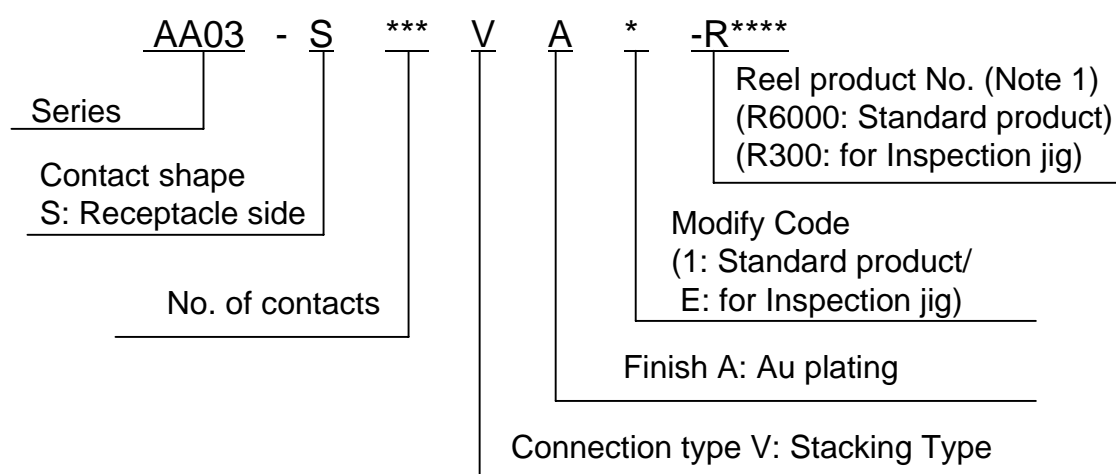 AA03 - S *** V A * -R****
Reel product No. (Note 1)
(R6000: Standard product)
(R300: for Inspection jig)
Series
Contact shape
S: Receptacle side
Modify Code
(1: Standard product/
E: for Inspection jig)
No. of contacts
Finish A: Au plating
Connection type V: Stacking Type